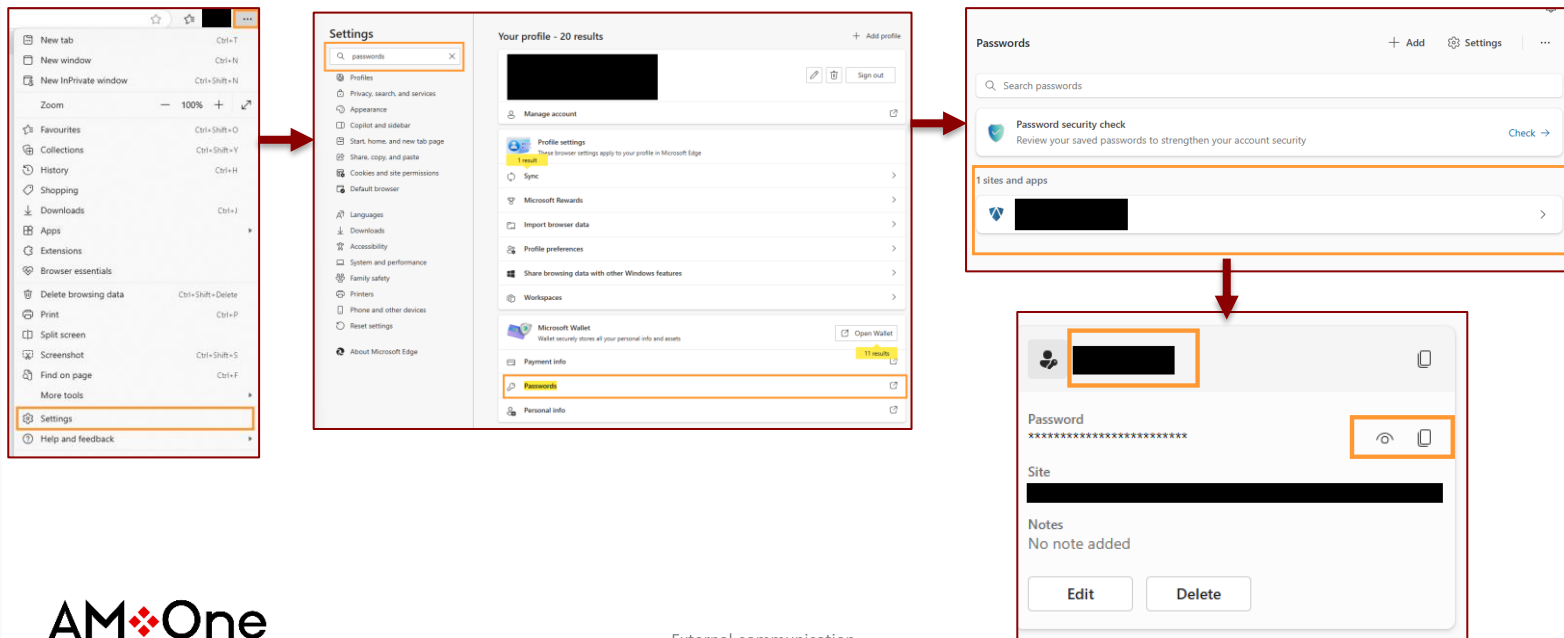 New tab Ctrl+T
New window Ctrl+N
New InPrivate window Ctrl+Shift+N
Zoom — 100% +
Favourites Ctrl+Shift+O
Collections Ctrl+Shift+Y
History Ctrl+H
Shopping
Downloads Ctrl+J
Apps
Extensions
Browser essentials
Delete browsing data Ctrl+Shift+Delete
Print Ctrl+P
Split screen
Screenshot Ctrl+Shift+S
Find on page Ctrl+F
More tools
Settings
Help and feedback
Settings
passwords
Profiles
Privacy, search, and services
Appearance
Copilot and sidebar
Start, home, and new tab page
Share, copy, and paste
Cookies and site permissions
Default browser
Languages
Downloads
Accessibility
System and performance
Family safety
Printers
Phone and other devices
Reset settings
About Microsoft Edge
Your profile - 20 results + Add profile
Sign out
Manage account
Profile settings
These browser settings apply to your profile in Microsoft Edge
1 result
Sync
Microsoft Rewards
Import browser data
Profile preferences
Share browsing data with other Windows features
Workspaces
Microsoft Wallet
Wallet securely stores all your personal info and assets
Open Wallet
11 results
Payment info
Passwords
Personal info
Passwords + Add Settings ...
Search passwords
Password security check
Review your saved passwords to strengthen your account security
Check →
1 sites and apps
Password
*************************
Site
Notes
No note added
Edit Delete
AM One
External communication